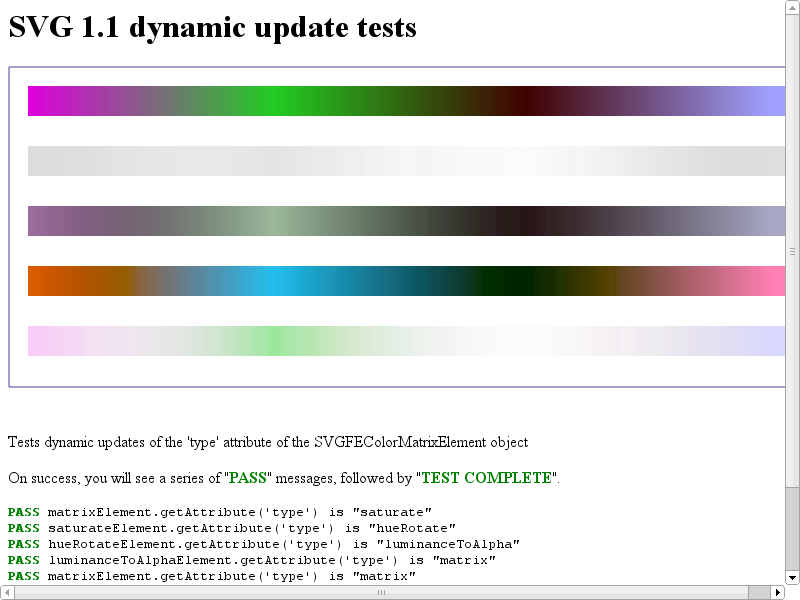 SVG 1.1 dynamic update tests
Tests dynamic updates of the 'type' attribute of the SVGFEColorMatrixElement object
On success, you will see a series of "PASS" messages, followed by "TEST COMPLETE".
PASS matrixElement.getAttribute('type') is "saturate"
PASS saturateElement.getAttribute('type') is "hueRotate"
PASS hueRotateElement.getAttribute('type') is "luminanceToAlpha"
PASS luminanceToAlphaElement.getAttribute('type') is "matrix"
PASS matrixElement.getAttribute('type') is "matrix"